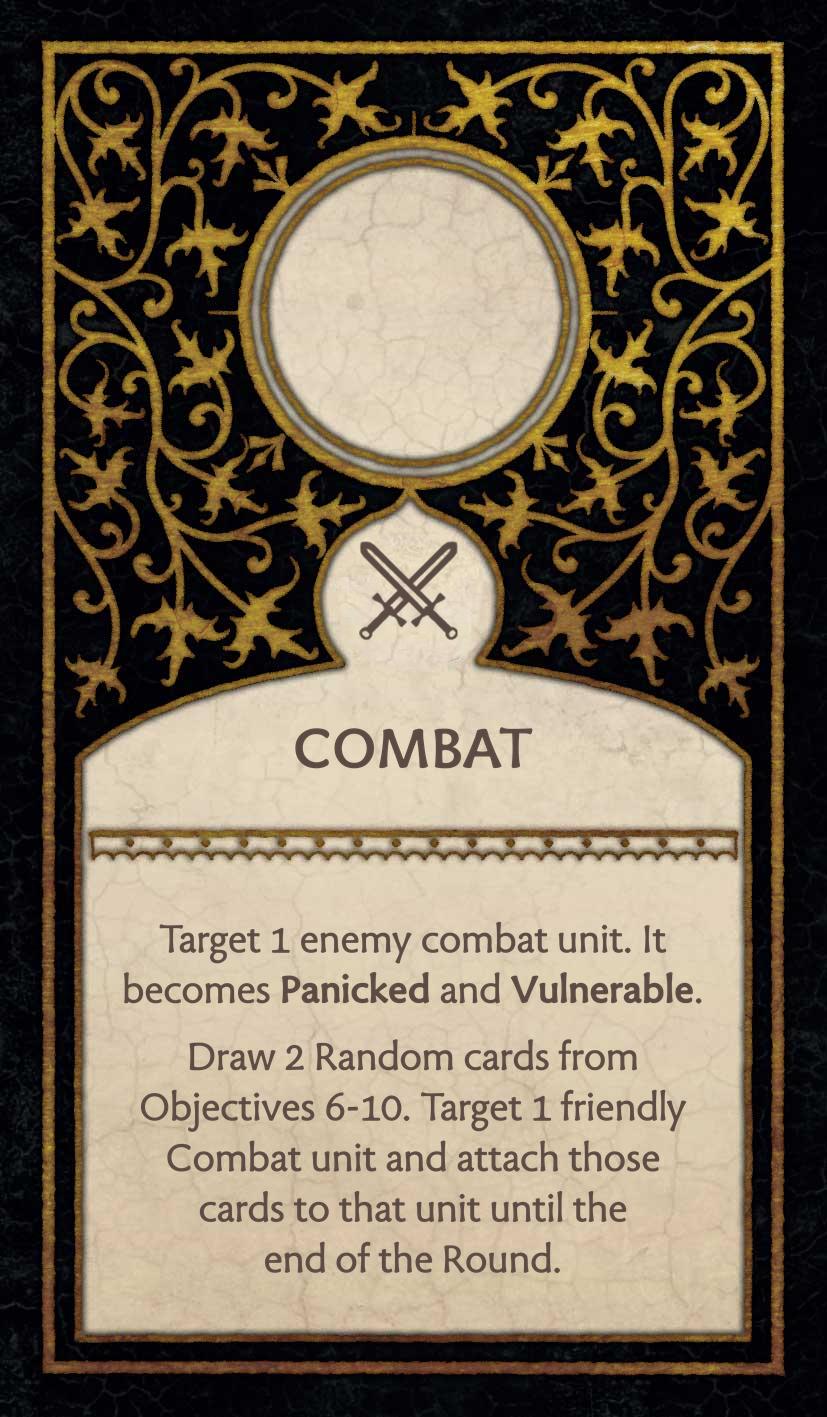 COMBAT
Target 1 enemy combat unit. It
becomes Panicked and Vulnerable.
Draw 2 Random cards from
Objectives 6-10. Target 1 friendly
Combat unit and attach those
cards to that unit until the
end of the Round.